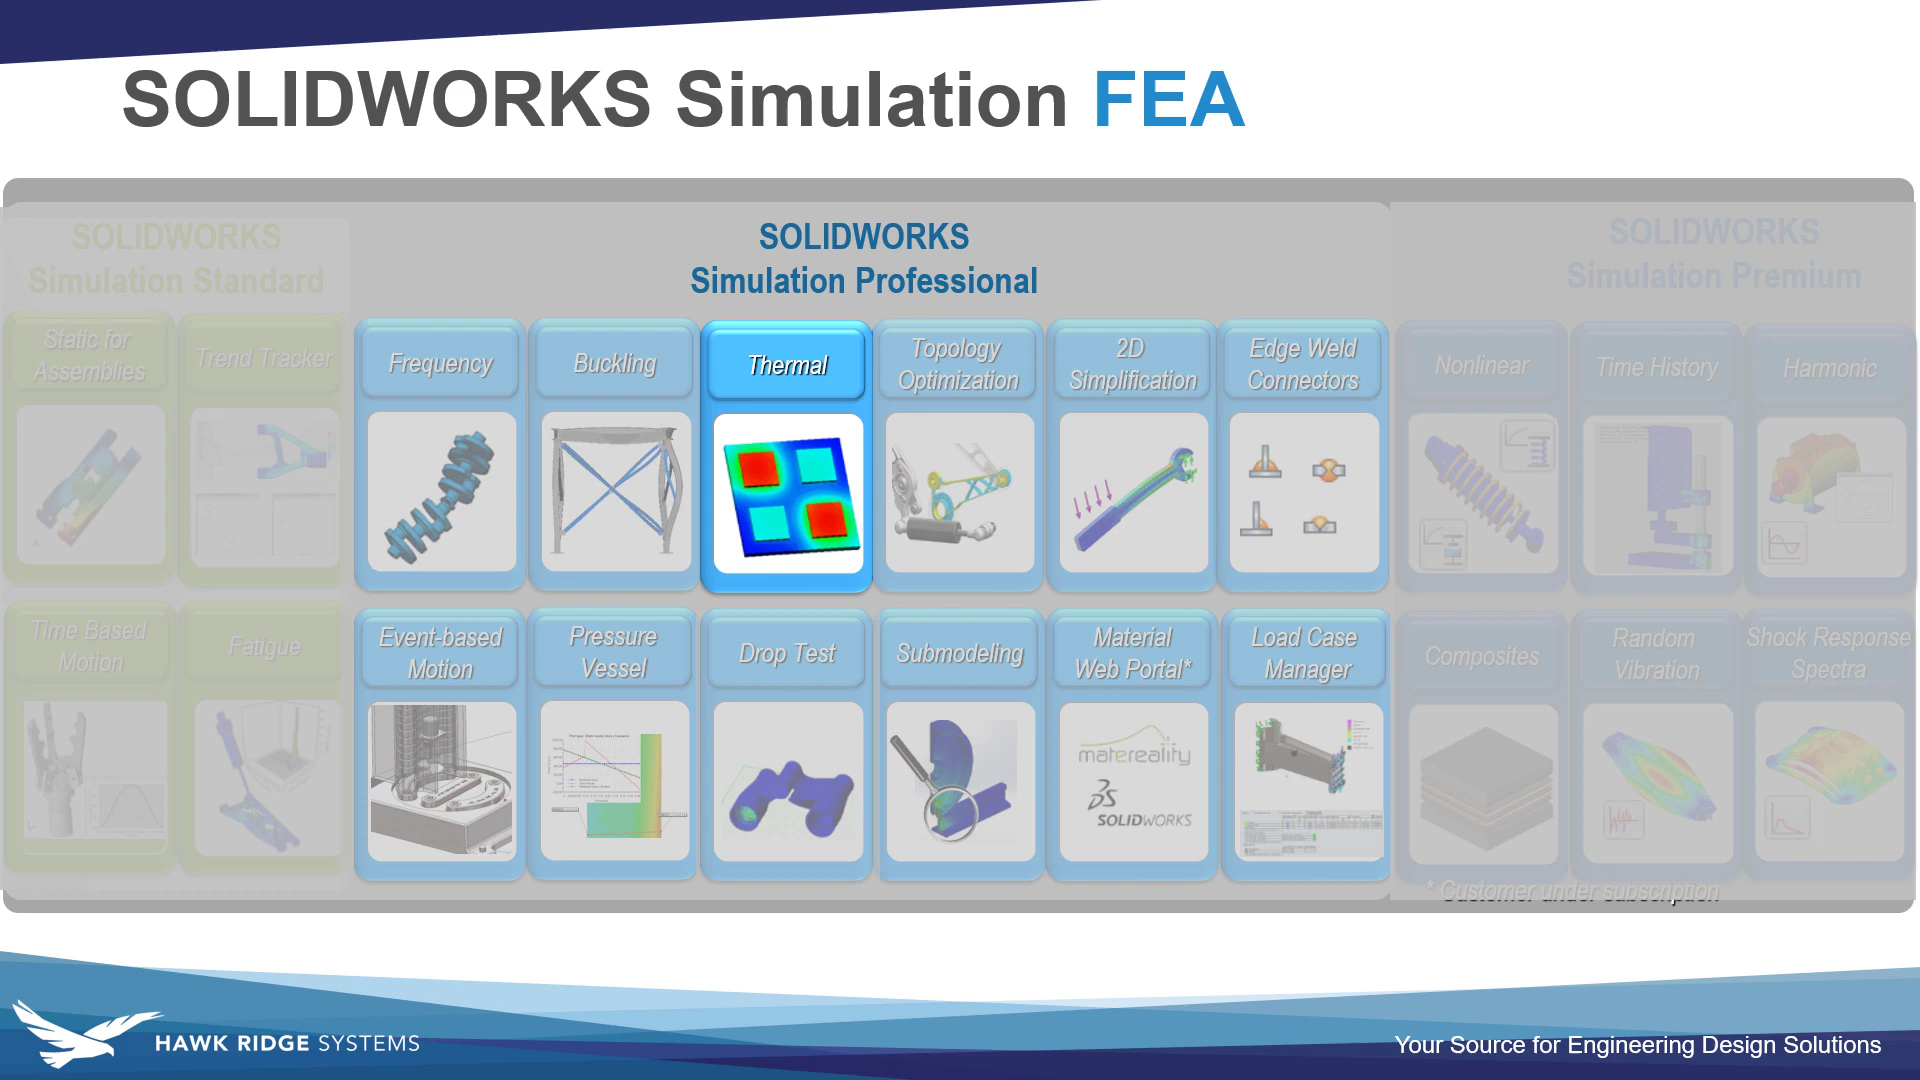 SOLIDWORKS Simulation FEA
SOLIDWORKS
Simulation Standard
SOLIDWORKS
Simulation Professional
SOLIDWORKS
Simulation Premium
Static for
Assemblies
Trend Tracker
Frequency
Buckling
Thermal
Topology
Optimization
2D
Simplification
Edge Weld
Connectors
Nonlinear
Time History
Harmonic
Time Based
Motion
Fatigue
Event-based
Motion
Pressure
Vessel
Drop Test
Submodeling
Material
Web Portal*
Load Case
Manager
Composites
Random
Vibration
Shock Response
Spectra
matereality
SOLIDWORKS
* Customer under subscription
HAWK RIDGE SYSTEMS
Your Source for Engineering Design Solutions